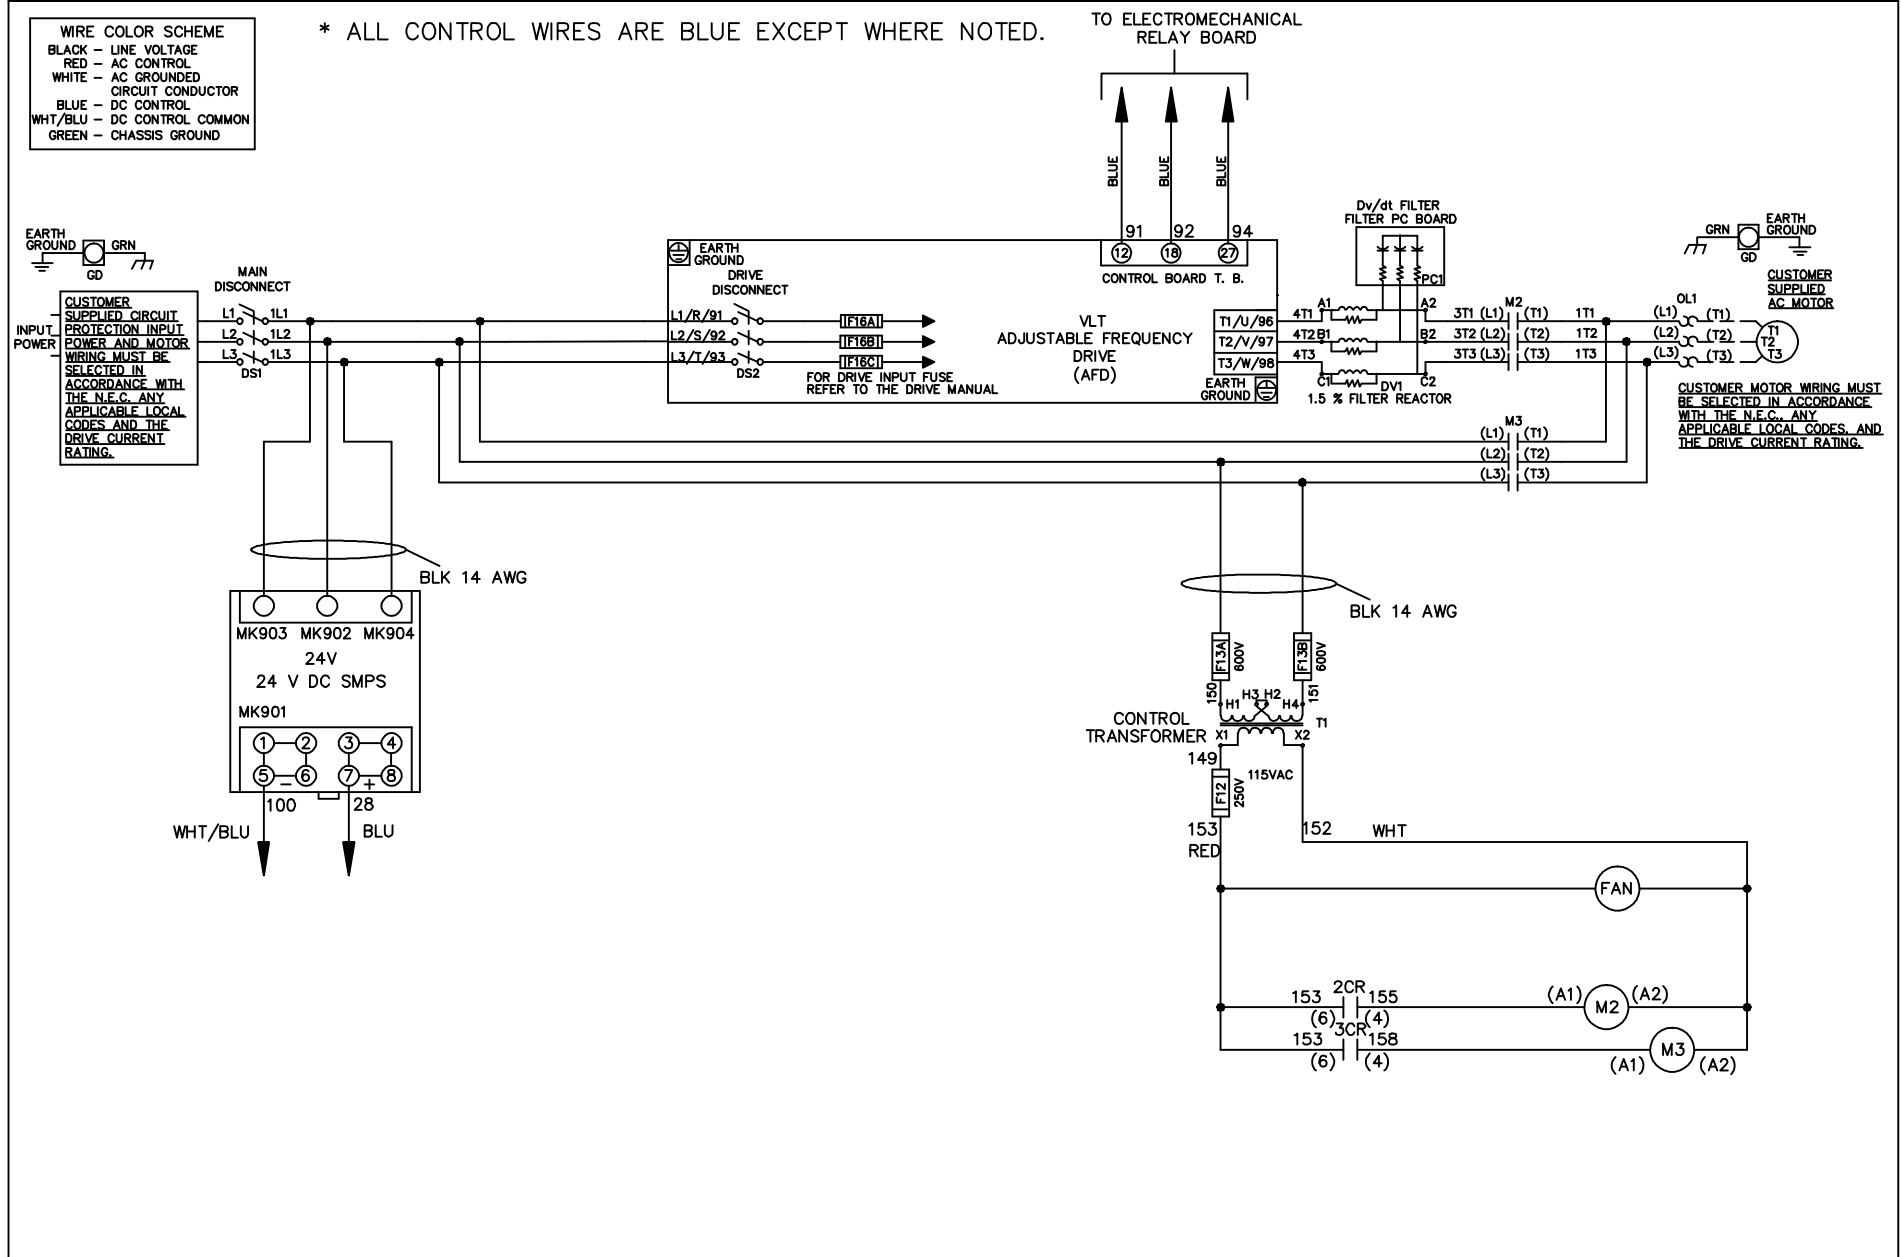 WIRE COLOR SCHEME
BLACK – LINE VOLTAGE
RED – AC CONTROL
WHITE – AC GROUNDED
CIRCUIT CONDUCTOR
BLUE – DC CONTROL
WHT/BLU – DC CONTROL COMMON
GREEN – CHASSIS GROUND
* ALL CONTROL WIRES ARE BLUE EXCEPT WHERE NOTED.
TO ELECTROMECHANICAL
RELAY BOARD
BLUE
BLUE
BLUE
91
92
94
12
18
27
CONTROL BOARD T. B.
EARTH
GROUND
GRN
GD
INPUT
POWER
CUSTOMER
SUPPLIED CIRCUIT
PROTECTION INPUT
POWER AND MOTOR
WIRING MUST BE
SELECTED IN
ACCORDANCE WITH
THE N.E.C. ANY
APPLICABLE LOCAL
CODES AND THE
DRIVE CURRENT
RATING.
MAIN
DISCONNECT
L1 1L1
L2 1L2
L3 1L3
DS1
EARTH
GROUND
DRIVE
DISCONNECT
L1/R/91
L2/S/92
L3/T/93
DS2
F16A
F16B
F16C
FOR DRIVE INPUT FUSE
REFER TO THE DRIVE MANUAL
VLT
ADJUSTABLE FREQUENCY
DRIVE
(AFD)
T1/U/96
T2/V/97
T3/W/98
EARTH
GROUND
4T1
4T2
4T3
A1
B1
C1
A2
B2
C2
DV1
1.5 % FILTER REACTOR
Dv/dt FILTER
FILTER PC BOARD
PC1
M2
3T1 (L1) (T1) 1T1
3T2 (L2) (T2) 1T2
3T3 (L3) (T3) 1T3
OL1
(L1) (T1)
(L2) (T2)
(L3) (T3)
T1
T2
T3
GRN
GD
EARTH
GROUND
CUSTOMER
SUPPLIED
AC MOTOR
CUSTOMER MOTOR WIRING MUST
BE SELECTED IN ACCORDANCE
WITH THE N.E.C., ANY
APPLICABLE LOCAL CODES, AND
THE DRIVE CURRENT RATING.
M3
(L1) (T1)
(L2) (T2)
(L3) (T3)
BLK 14 AWG
MK903 MK902 MK904
24V
24 V DC SMPS
MK901
1 2 3 4
5 – 6 7 + 8
100
28
WHT/BLU
BLU
BLK 14 AWG
F13A
600V
F13B
600V
150
151
H1 H3 H2 H4
T1
CONTROL
TRANSFORMER
X1
X2
149
115VAC
F12
250V
153
RED
152
WHT
FAN
2CR
153 155
(6) (4)
(A1) M2 (A2)
3CR
153 158
(6) (4)
(A1) M3 (A2)